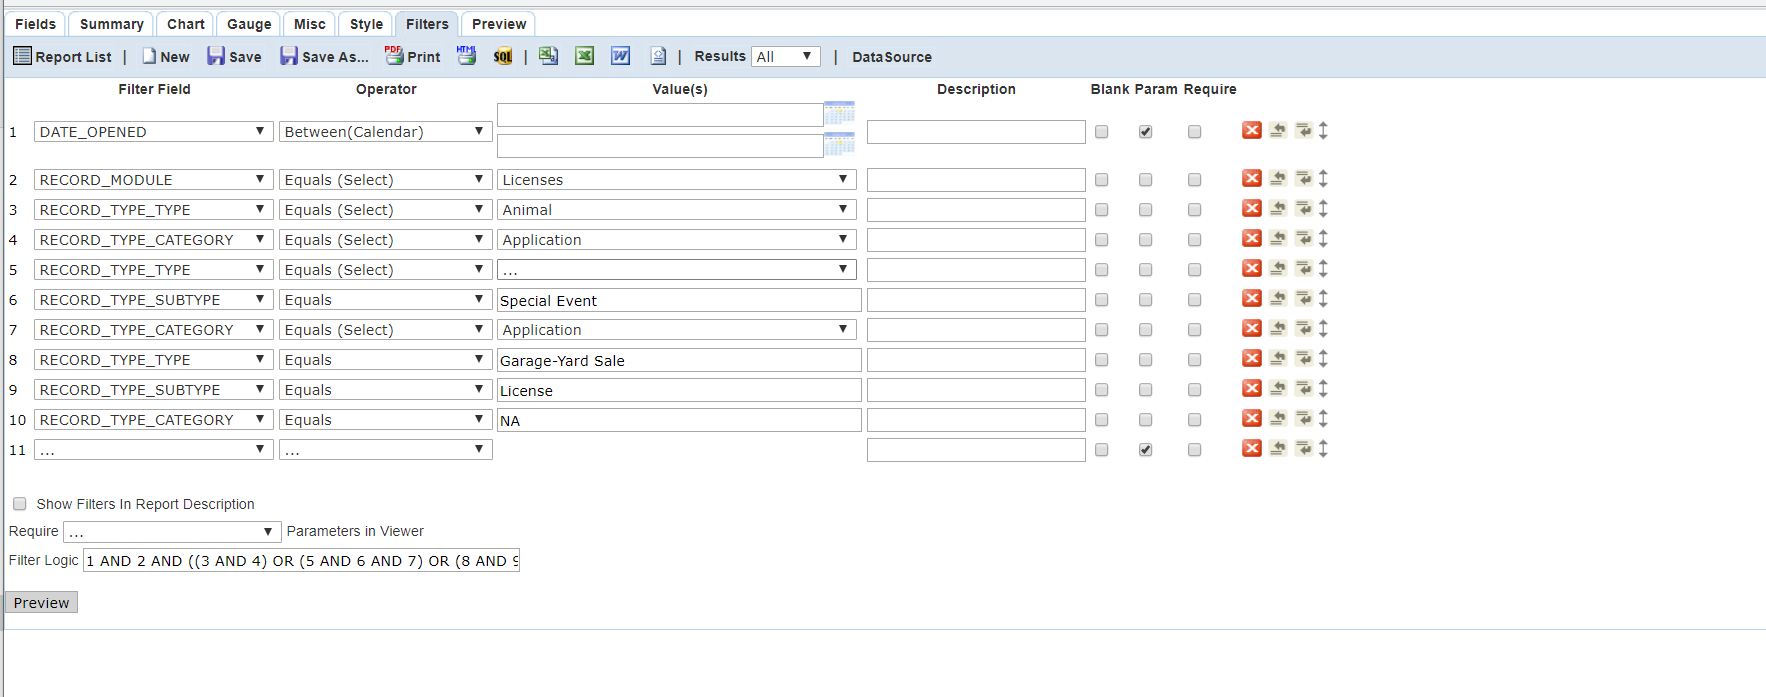 Fields Summary Chart Gauge Misc Style Filters Preview
Report List | New Save Save As... PDF Print HTML SQL | X X W | Results All | DataSource
Filter Field Operator Value(s) Description Blank Param Require
1 DATE_OPENED Between(Calendar)
2 RECORD_MODULE Equals (Select) Licenses
3 RECORD_TYPE_TYPE Equals (Select) Animal
4 RECORD_TYPE_CATEGORY Equals (Select) Application
5 RECORD_TYPE_TYPE Equals (Select) ...
6 RECORD_TYPE_SUBTYPE Equals Special Event
7 RECORD_TYPE_CATEGORY Equals (Select) Application
8 RECORD_TYPE_TYPE Equals Garage-Yard Sale
9 RECORD_TYPE_SUBTYPE Equals License
10 RECORD_TYPE_CATEGORY Equals NA
11 ... ...
Show Filters In Report Description
Require ... Parameters in Viewer
Filter Logic 1 AND 2 AND ((3 AND 4) OR (5 AND 6 AND 7) OR (8 AND 9
Preview